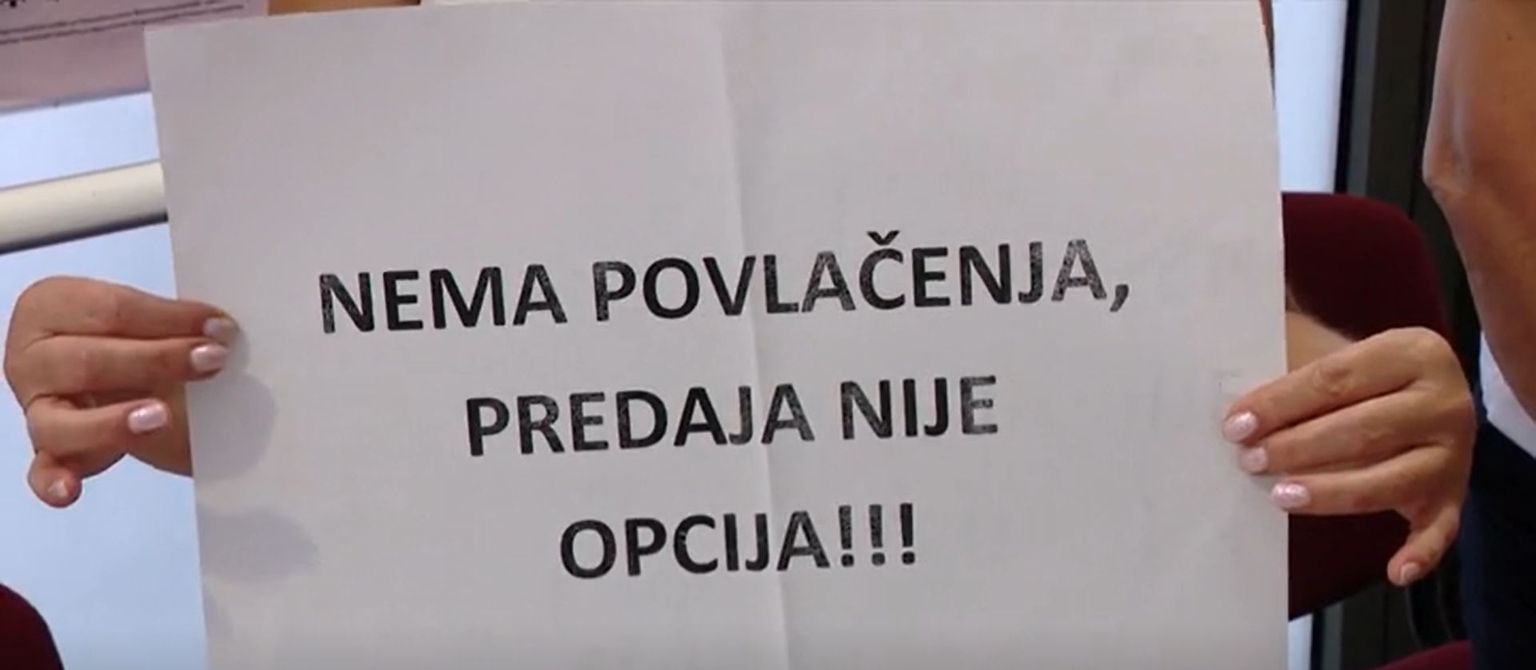 NEMA POVLAČENJA,
PREDAJA NIJE
OPCIJA!!!